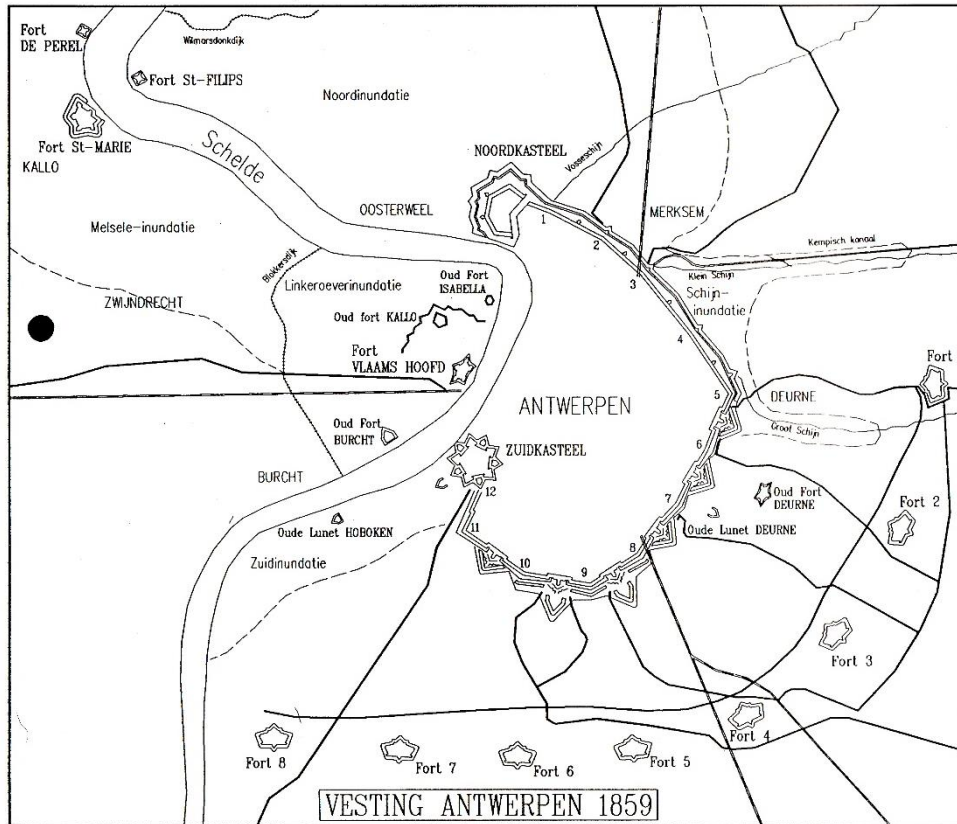 Fort
DE PEREL
Wilmarsdonkdijk
Fort St-FILIPS
Noordinundatie
Fort St-MARIE
KALLO
Schelde
NOORDKASTEEL
Vosseschijn
OOSTERWEEL
MERKSEM
1
2
3
Melsele-inundatie
Kempisch kanaal
Klein Schijn
Blokkersdijk
Oud Fort
ISABELLA
Linkeroeverinundatie
Schijn-
inundatie
ZWIJNDRECHT
Oud fort KALLO
4
Fort
VLAAMS HOOFD
Fort
5
DEURNE
ANTWERPEN
Groot Schijn
Oud Fort
BURCHT
6
ZUIDKASTEEL
BURCHT
12
7
Oud Fort
DEURNE
Fort 2
Oude Lunet DEURNE
Oude Lunet HOBOKEN
11
8
Zuidinundatie
10
9
Fort 3
Fort 4
Fort 8
Fort 7
Fort 6
Fort 5
VESTING ANTWERPEN 1859